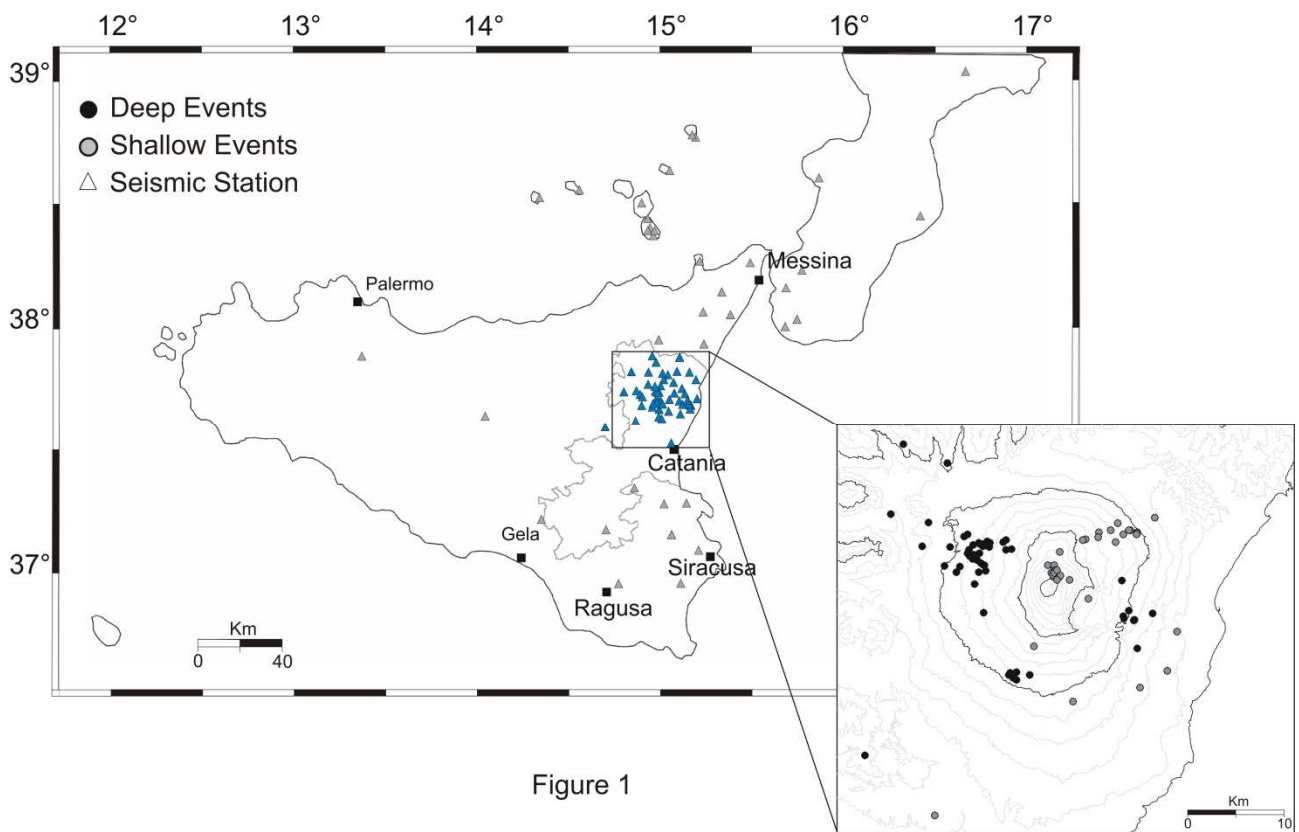 12° 13° 14° 15° 16° 17°
39°
Deep Events
Shallow Events
Seismic Station
Messina
Palermo
38°
Catania
Gela
37°
Siracusa
Ragusa
Km
0 40
Figure 1
Km
0 10